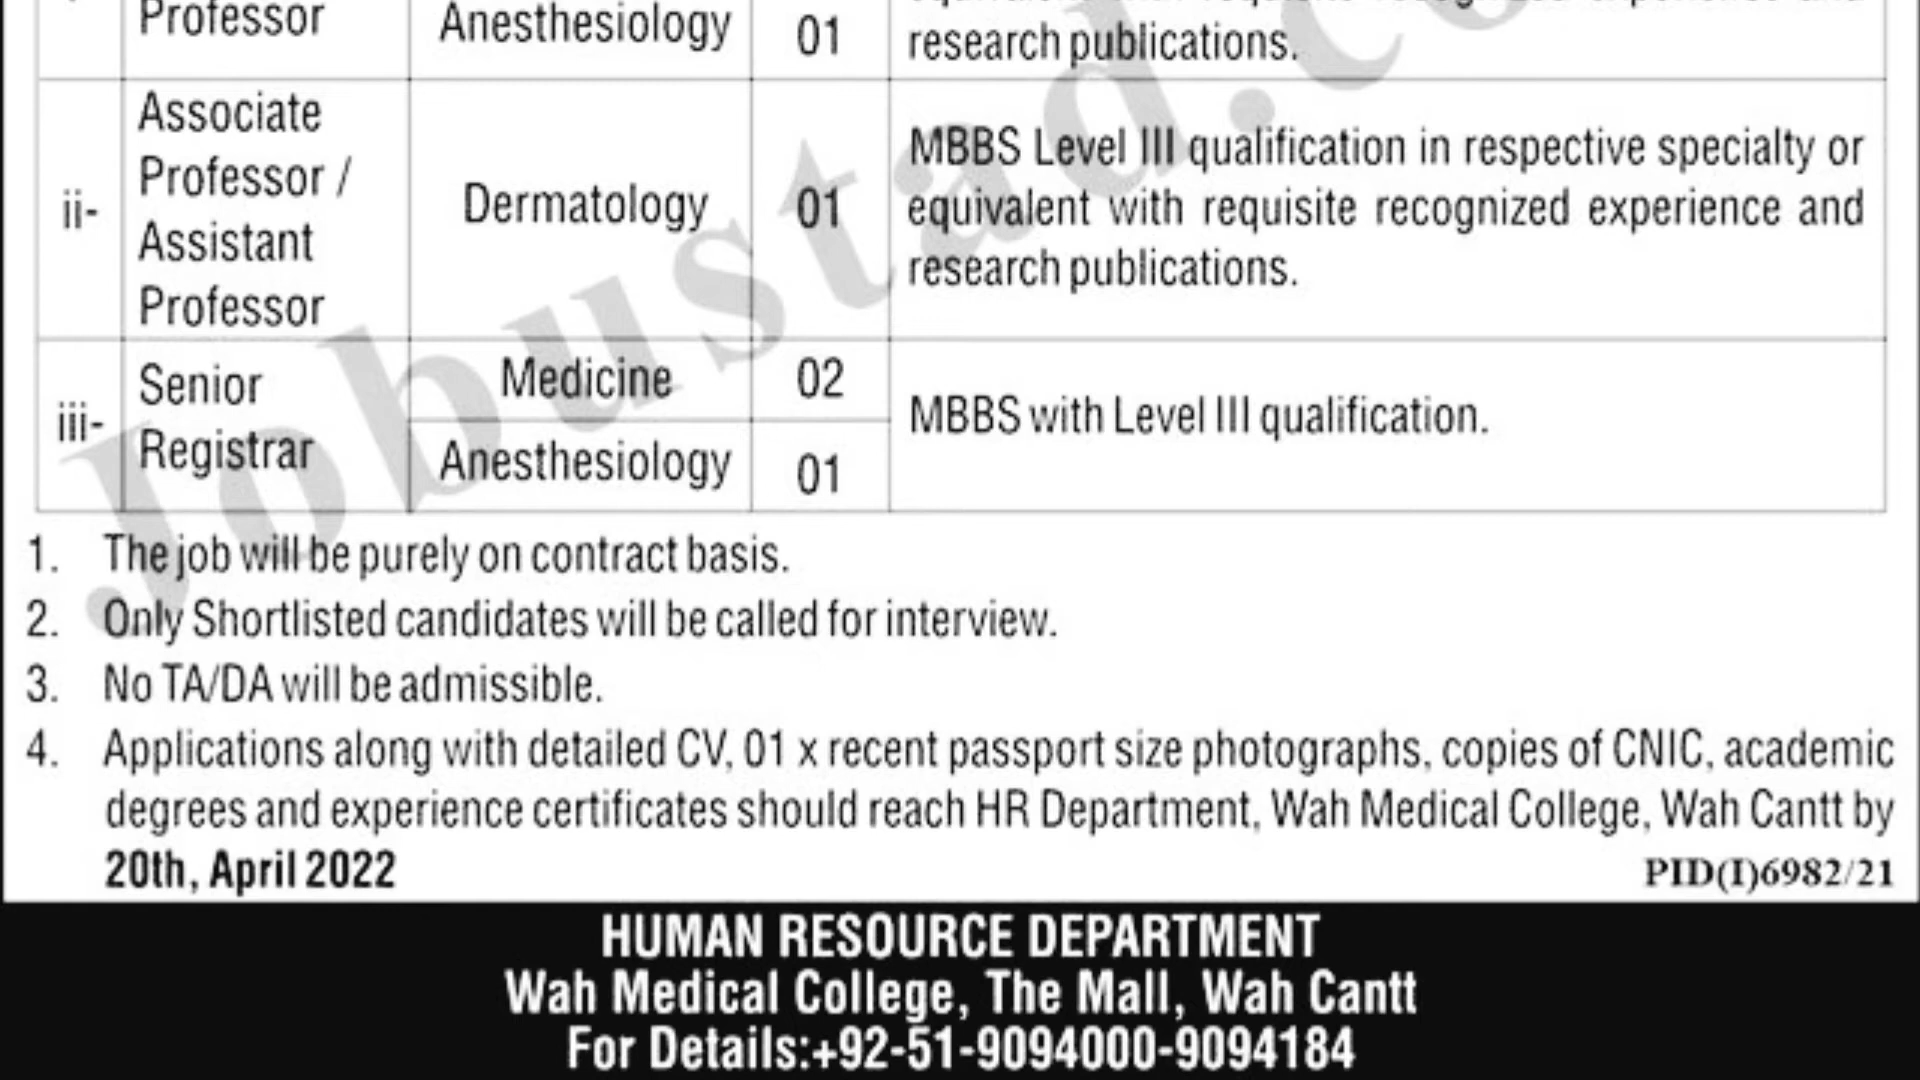 Professor
Anesthesiology
01
research publications.
ii-
Associate
Professor /
Assistant
Professor
Dermatology
01
MBBS Level III qualification in respective specialty or
equivalent with requisite recognized experience and
research publications.
iii-
Senior
Registrar
Medicine
02
Anesthesiology
01
MBBS with Level III qualification.
1. The job will be purely on contract basis.
2. Only Shortlisted candidates will be called for interview.
3. No TA/DA will be admissible.
4. Applications along with detailed CV, 01 x recent passport size photographs, copies of CNIC, academic
degrees and experience certificates should reach HR Department, Wah Medical College, Wah Cantt by
20th, April 2022
PID(I)6982/21
HUMAN RESOURCE DEPARTMENT
Wah Medical College, The Mall, Wah Cantt
For Details:+92-51-9094000-9094184
Jobustad.co